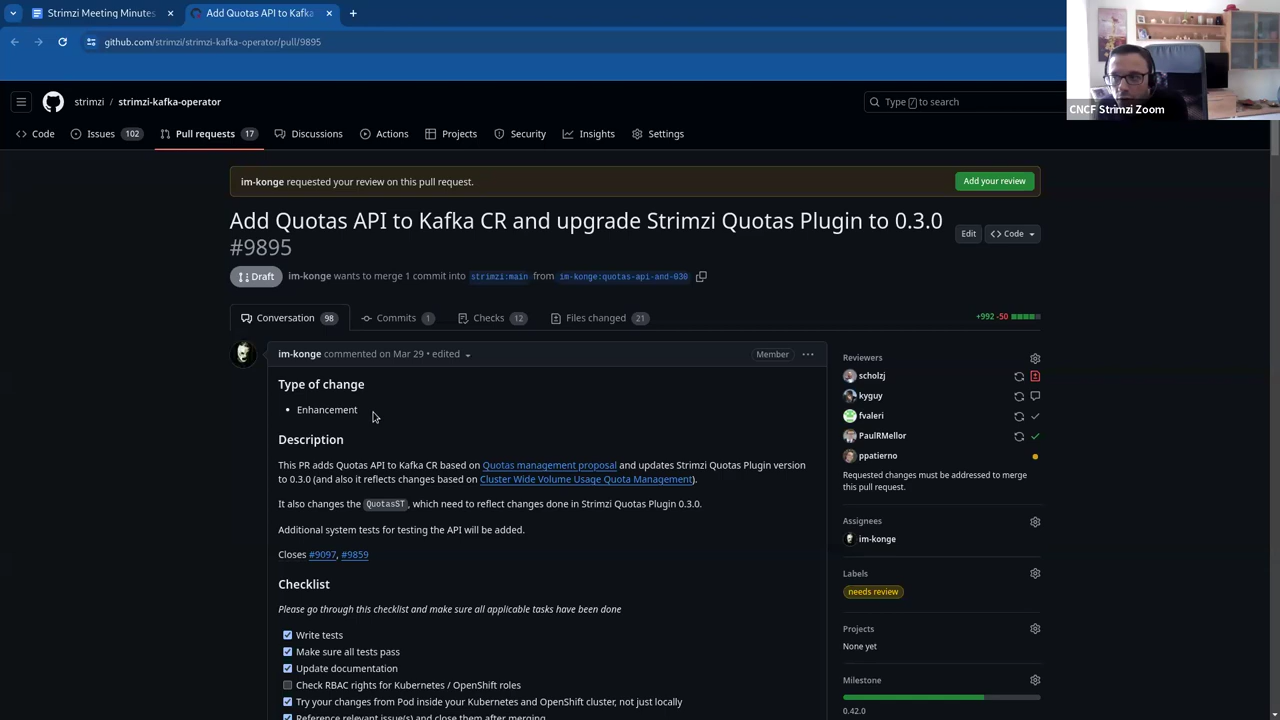 Strimzi Meeting Minutes
Add Quotas API to Kafka
github.com/strimzi/strimzi-kafka-operator/pull/9895
CNCF Strimzi Zoom
strimzi / strimzi-kafka-operator
Type / to search
Code
Issues 102
Pull requests 17
Discussions
Actions
Projects
Security
Insights
Settings
im-konge requested your review on this pull request.
Add your review
Add Quotas API to Kafka CR and upgrade Strimzi Quotas Plugin to 0.3.0
#9895
Edit
<> Code
Draft
im-konge wants to merge 1 commit into strimzi:main from im-konge:quotas-api-and-030
Conversation 98
Commits 1
Checks 12
Files changed 21
+992 -50
im-konge commented on Mar 29 • edited
Member
Type of change
• Enhancement
Description
This PR adds Quotas API to Kafka CR based on Quotas management proposal and updates Strimzi Quotas Plugin version
to 0.3.0 (and also it reflects changes based on Cluster Wide Volume Usage Quota Management).
It also changes the QuotasST, which need to reflect changes done in Strimzi Quotas Plugin 0.3.0.
Additional system tests for testing the API will be added.
Closes #9097, #9859
Checklist
Please go through this checklist and make sure all applicable tasks have been done
Write tests
Make sure all tests pass
Update documentation
Check RBAC rights for Kubernetes / OpenShift roles
Try your changes from Pod inside your Kubernetes and OpenShift cluster, not just locally
Reference relevant issue(s) and close them after merging
Reviewers
scholzj
kyguy
fvaleri
PaulRMellor
ppatierno
Requested changes must be addressed to merge
this pull request.
Assignees
im-konge
Labels
needs review
Projects
None yet
Milestone
0.42.0